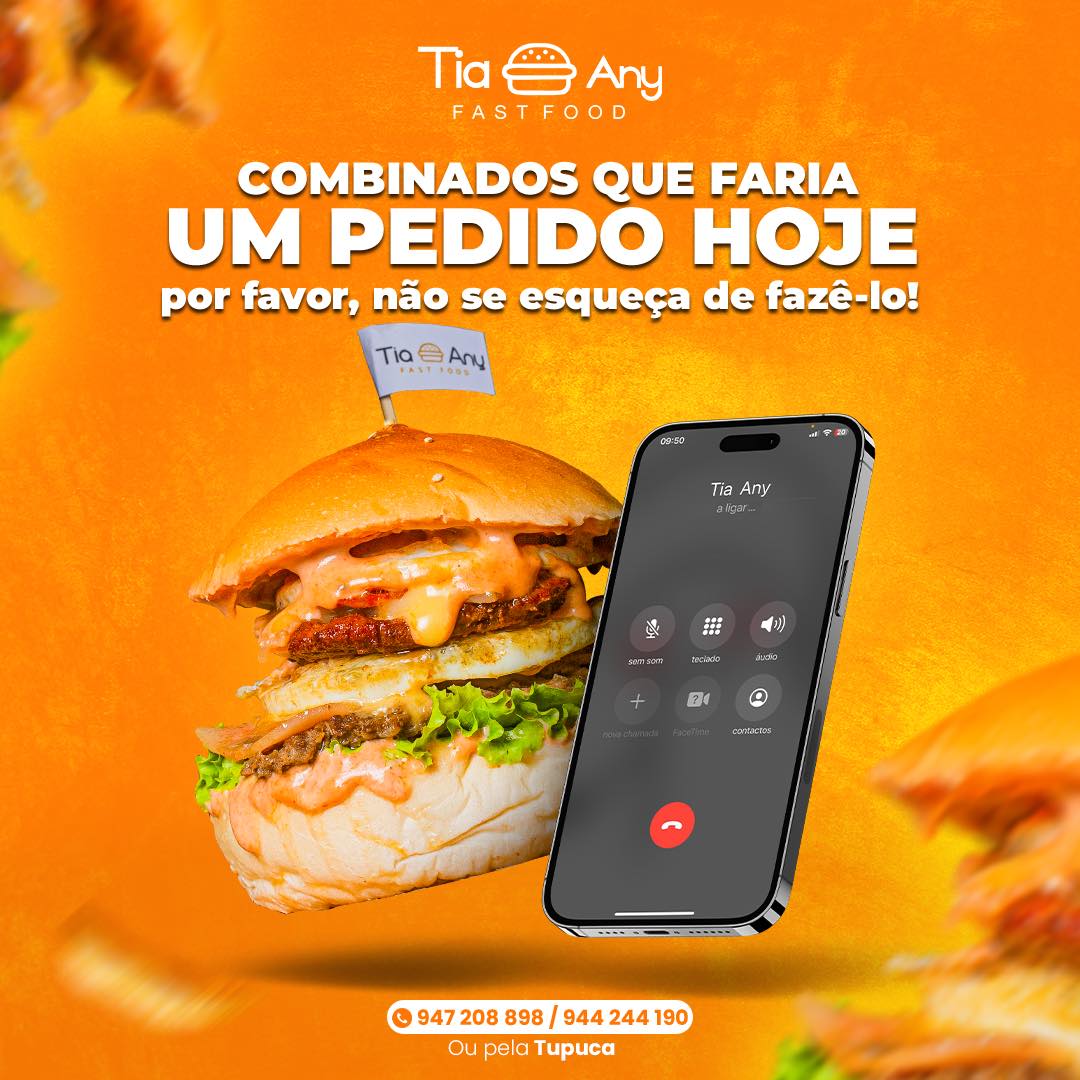 Tia Any
FAST FOOD
COMBINADOS QUE FARIA
UM PEDIDO HOJE
por favor, não se esqueça de fazê-lo!
Tia Any
FAST FOOD
09:50
20
Tia Any
a ligar...
sem som
teclado
áudio
nova chamada
FaceTime
contactos
947 208 898 / 944 244 190
Ou pela Tupuca